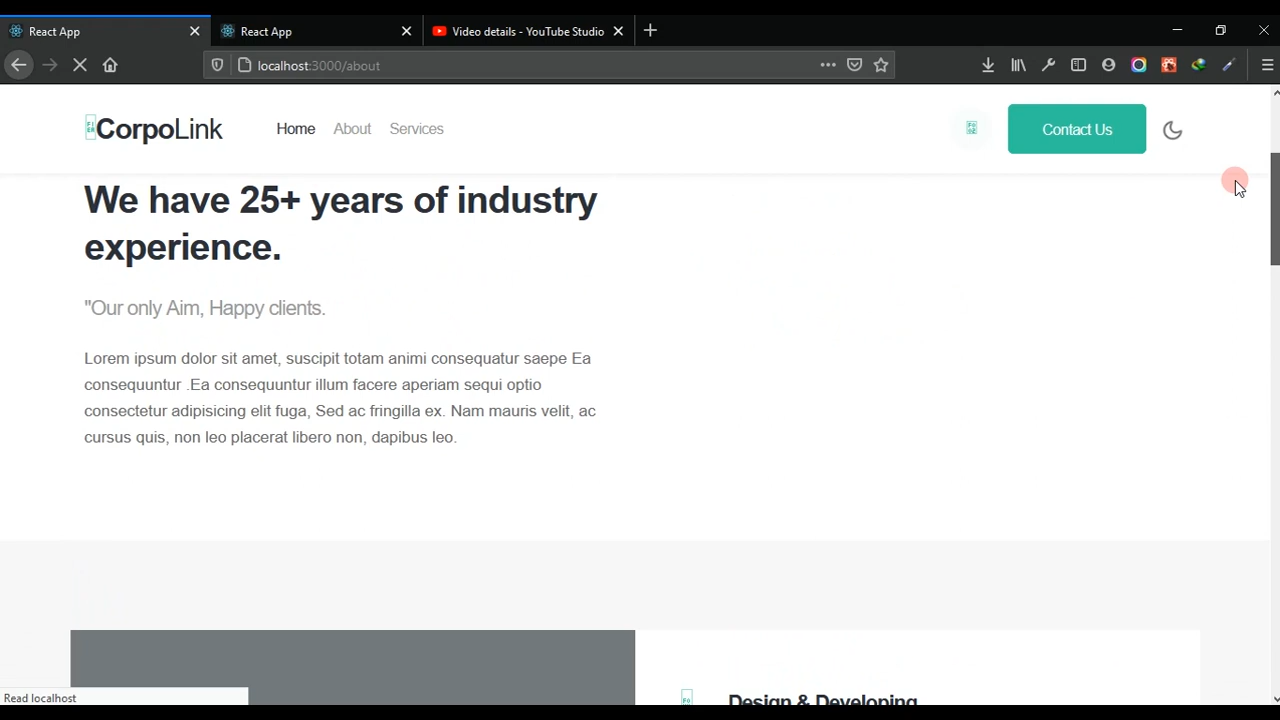 React App
React App
Video details - YouTube Studio
localhost:3000/about
CorpoLink
Home
About
Services
Contact Us
We have 25+ years of industry
experience.
"Our only Aim, Happy clients.
Lorem ipsum dolor sit amet, suscipit totam animi consequatur saepe Ea
consequuntur .Ea consequuntur illum facere aperiam sequi optio
consectetur adipisicing elit fuga, Sed ac fringilla ex. Nam mauris velit, ac
cursus quis, non leo placerat libero non, dapibus leo.
Design & Developing
Read localhost